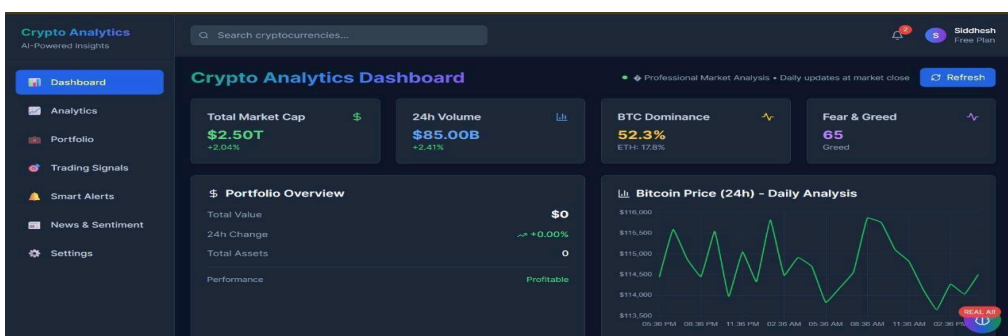 Crypto Analytics
AI-Powered Insights
Search cryptocurrencies...
2
S
Siddhesh
Free Plan
Dashboard
Analytics
Portfolio
Trading Signals
Smart Alerts
News & Sentiment
Settings
Crypto Analytics Dashboard
Professional Market Analysis • Daily updates at market close
Refresh
Total Market Cap
$
$2.50T
+2.04%
24h Volume
$85.00B
+2.41%
BTC Dominance
52.3%
ETH: 17.8%
Fear & Greed
65
Greed
$ Portfolio Overview
Total Value $0
24h Change +0.00%
Total Assets 0
Performance Profitable
Bitcoin Price (24h) - Daily Analysis
$116,000
$115,500
$115,000
$114,500
$114,000
$113,500
05:36 PM 08:36 PM 11:36 PM 02:36 AM 05:36 AM 08:36 AM 11:36 AM 02:36
REAL